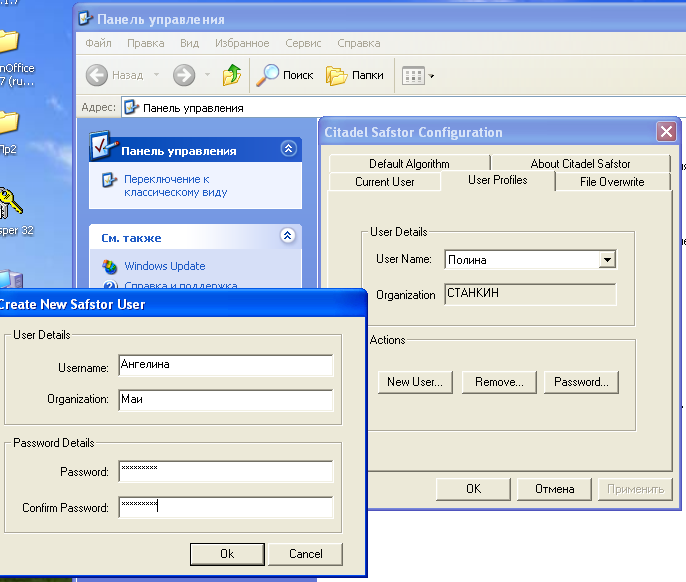 Панель управления
Файл Правка Вид Избранное Сервис Справка
Назад Поиск Папки
Адрес: Панель управления
nOffice
7 (ru...
Пр2
sper 32
Панель управления
Переключение к
классическому виду
См. также
Windows Update
Справка и поддержка
Citadel Safstor Configuration
Default Algorithm About Citadel Safstor
Current User User Profiles File Overwrite
User Details
User Name: Полина
Organization СТАНКИН
Actions
New User... Remove... Password...
OK Отмена Применить
Create New Safstor User
User Details
Username: Ангелина
Organization: Маи
Password Details
Password: ×××××××××
Confirm Password: ×××××××××
Ok Cancel